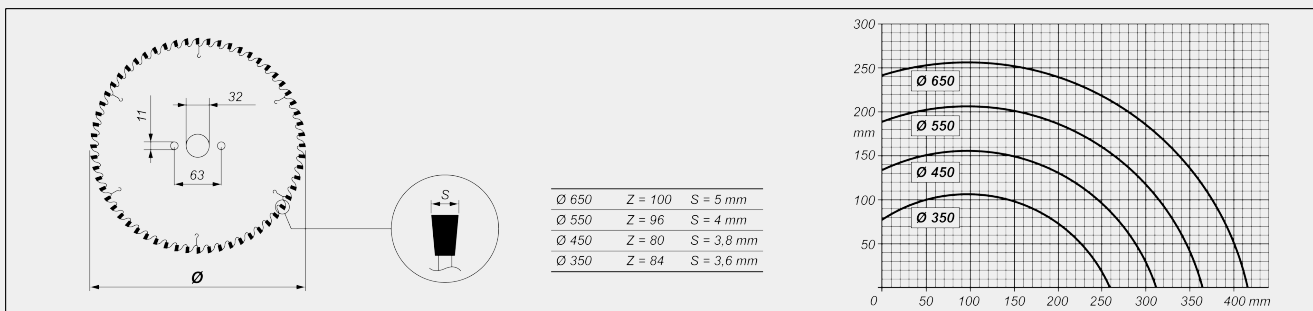 32
11
63
Ø
S
Ø 650 Z = 100 S = 5 mm
Ø 550 Z = 96 S = 4 mm
Ø 450 Z = 80 S = 3,8 mm
Ø 350 Z = 84 S = 3,6 mm
300
250
200
mm
150
100
50
Ø 650
Ø 550
Ø 450
Ø 350
0 50 100 150 200 250 300 350 400 mm